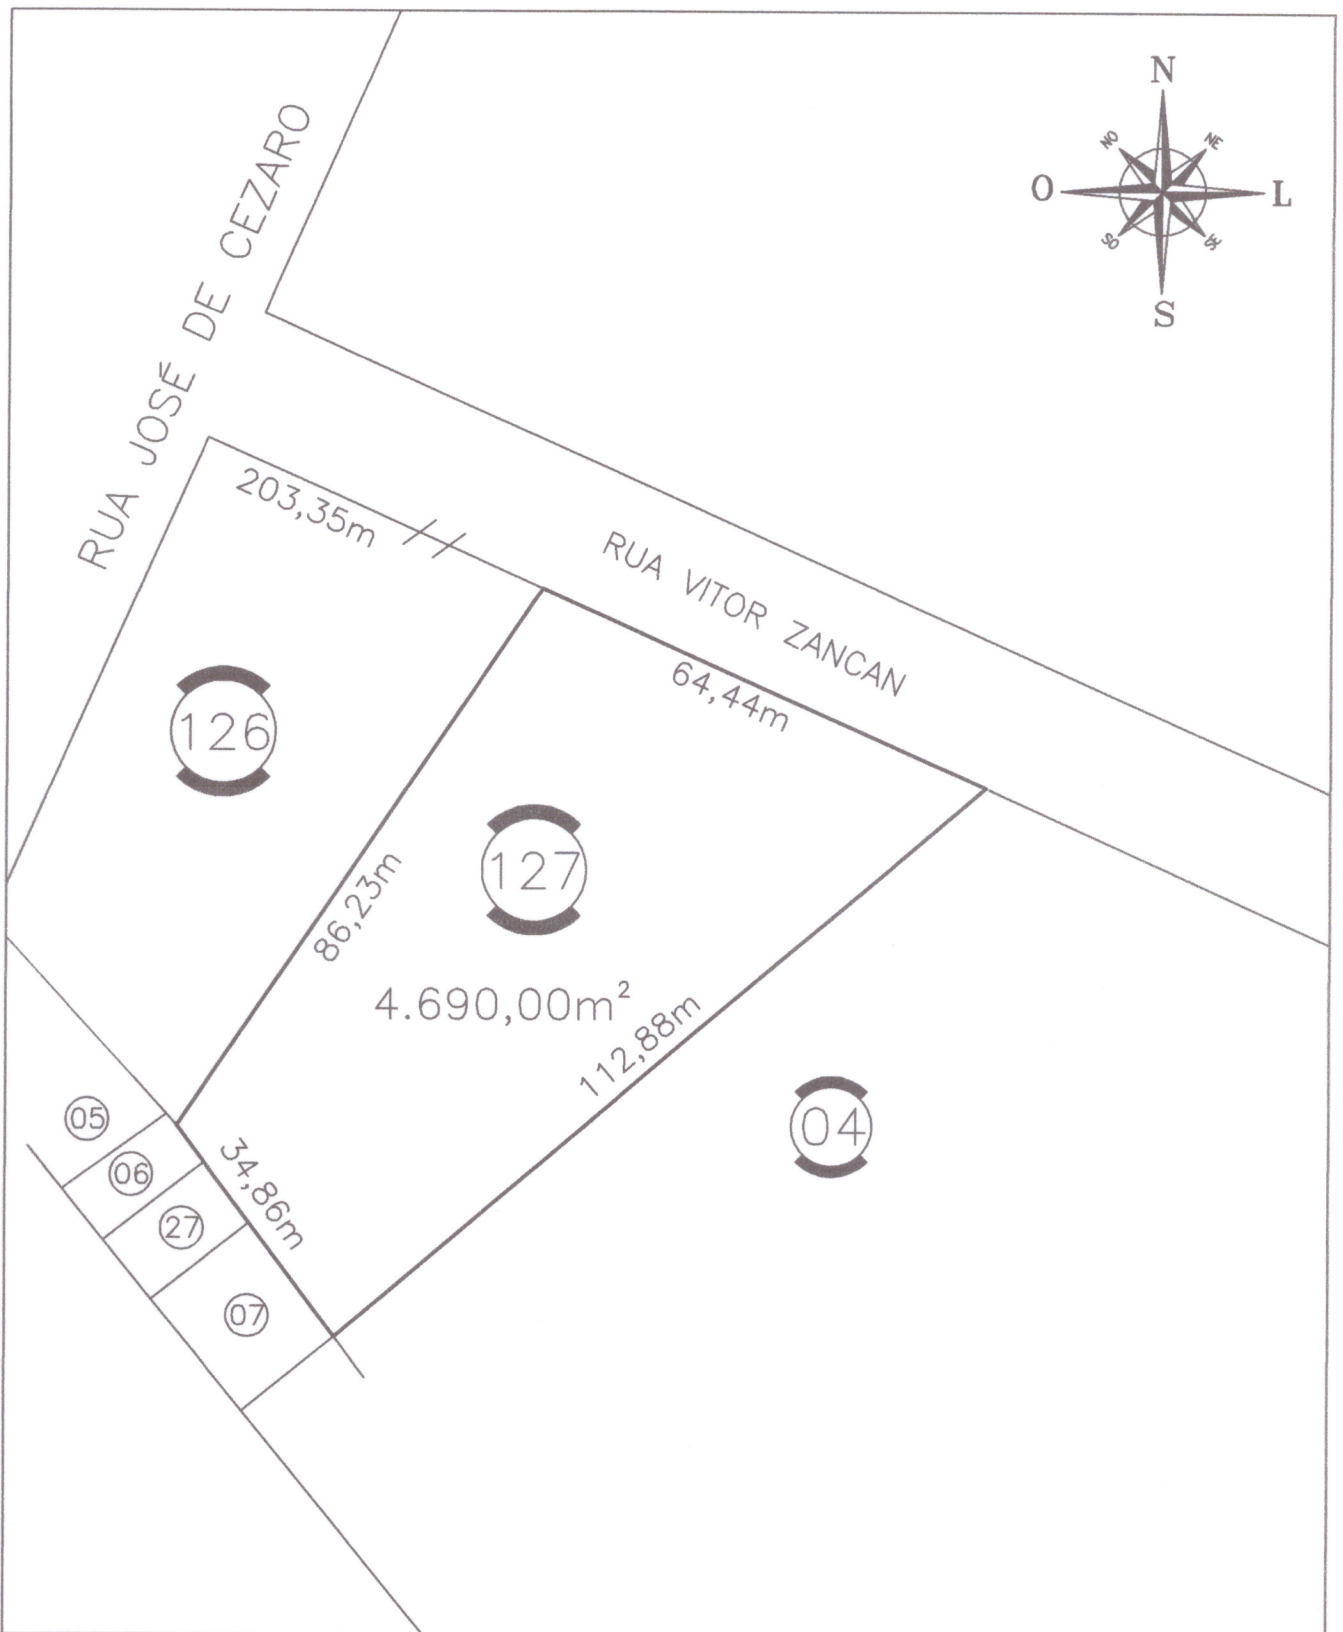 N
NO
NE
O
L
SO
SE
S
RUA JOSÉ DE CEZARO
203,35m
RUA VITOR ZANCAN
64,44m
126
127
86,23m
4.690,00m²
112,88m
04
05
06
34,86m
27
07